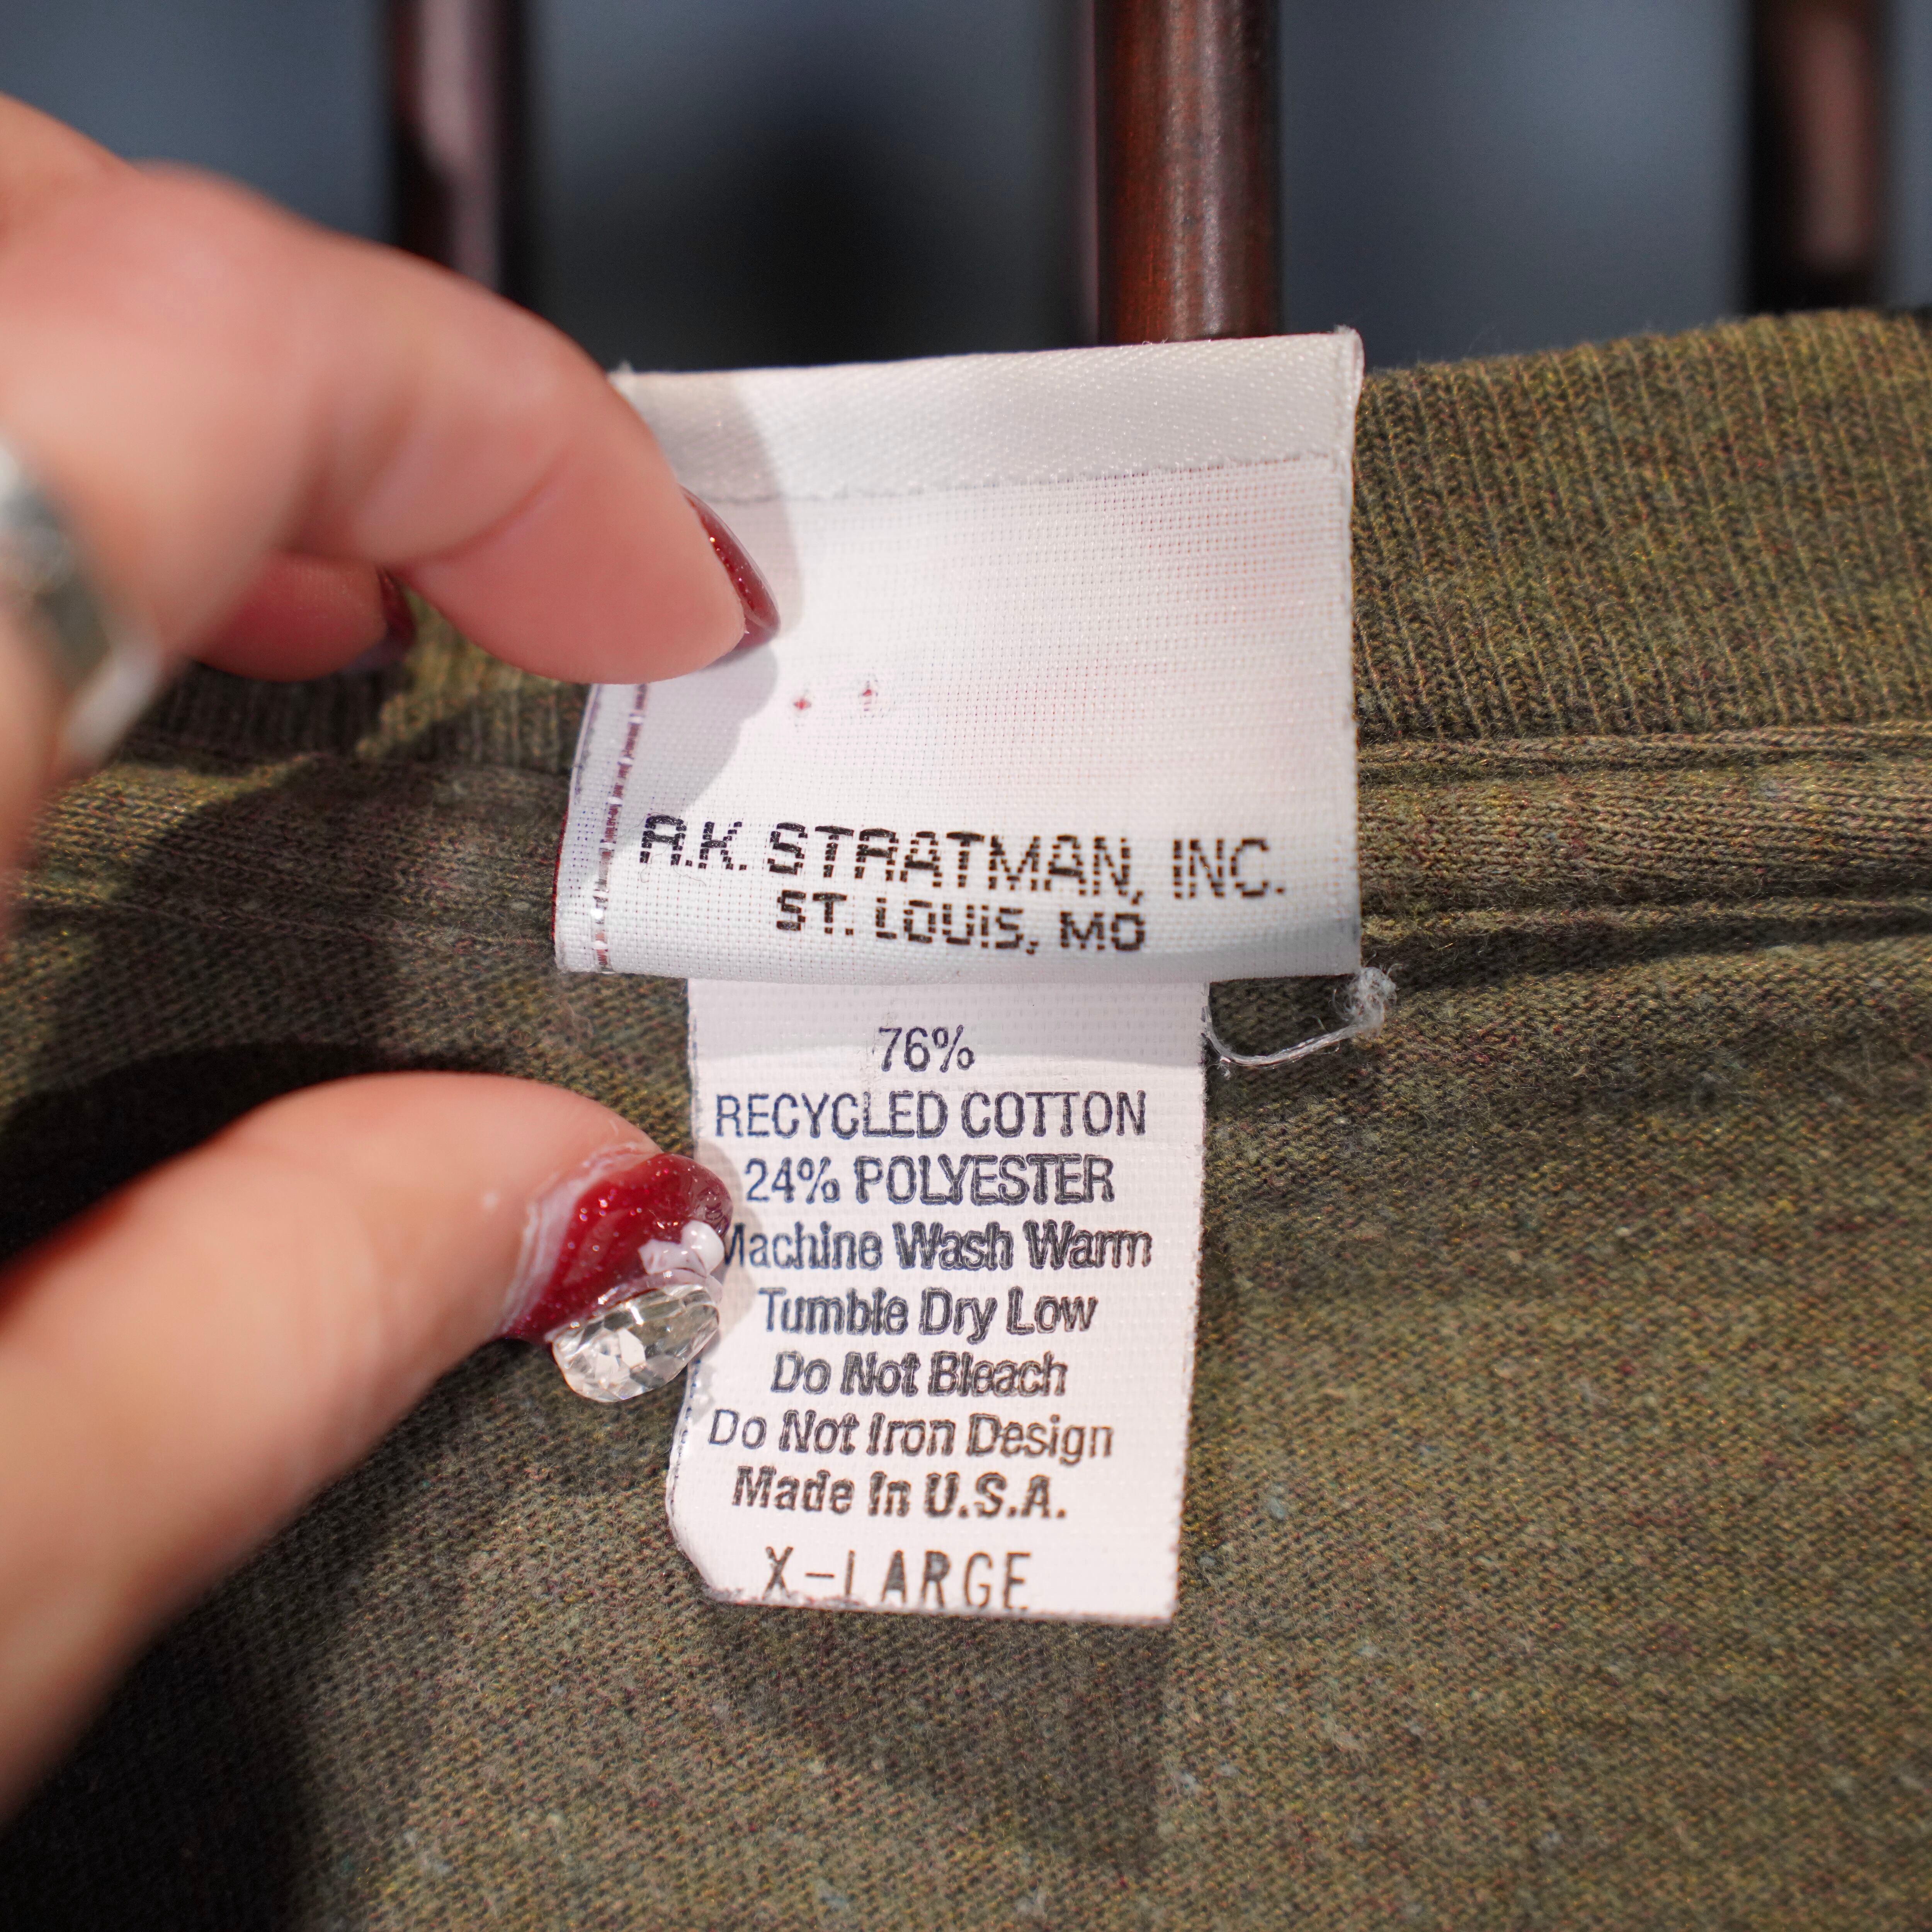 R.K. STRATMAN, INC.
ST. LOUIS, MO
76%
RECYCLED COTTON
24% POLYESTER
Machine Wash Warm
Tumble Dry Low
Do Not Bleach
Do Not Iron Design
Made In U.S.A.
X-LARGE